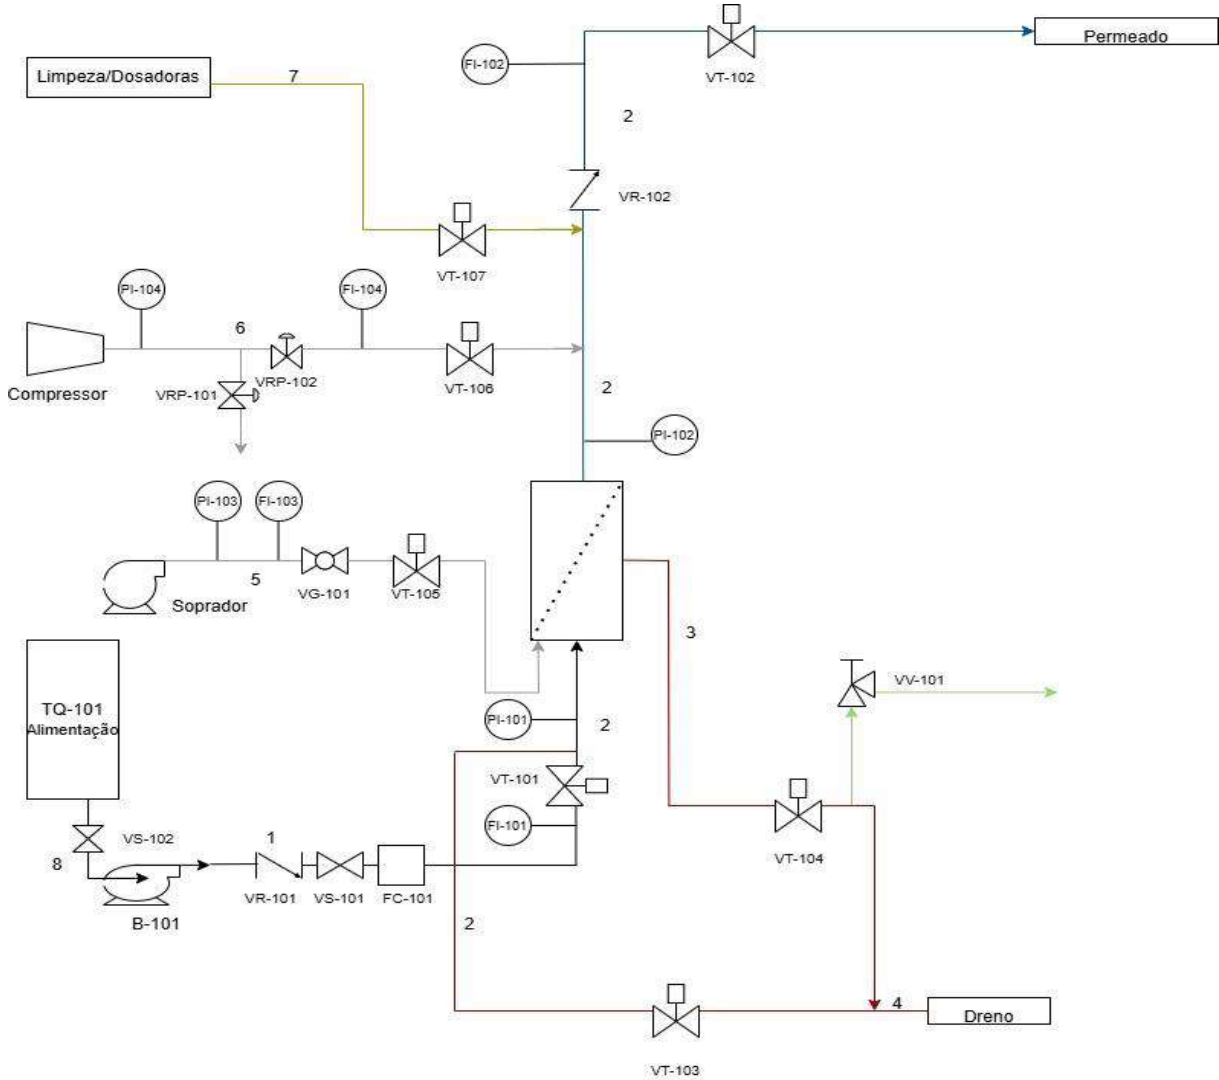 Permeado
FI-102
VT-102
Limpeza/Dosadoras
7
2
VR-102
VT-107
PI-104
FI-104
6
VRP-102
VT-106
Compressor
VRP-101
2
PI-102
PI-103
FI-103
5
VG-101
VT-105
Soprador
3
TQ-101
Alimentação
VV-101
PI-101
2
VT-101
FI-101
VS-102
1
8
VT-104
VR-101
VS-101
FC-101
B-101
2
4
Dreno
VT-103